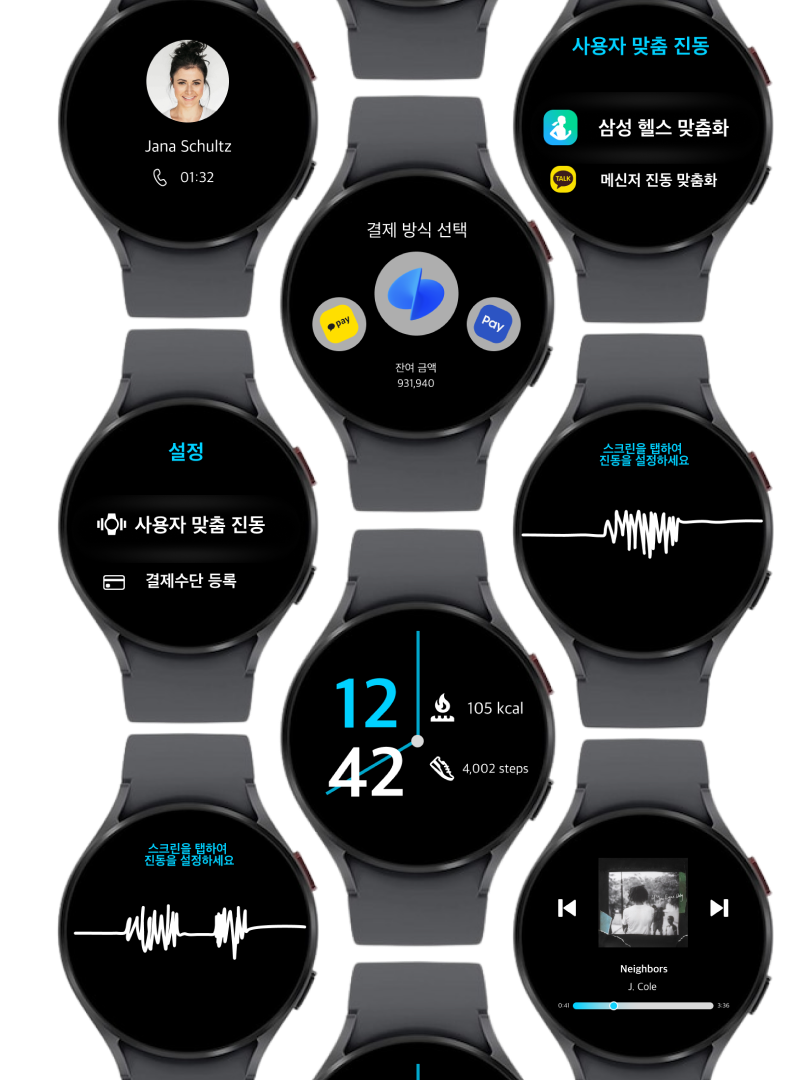 Jana Schultz
01:32
사용자 맞춤 진동
삼성 헬스 맞춤화
TALK
메신저 진동 맞춤화
결제 방식 선택
pay
pay
잔여 금액
931,940
설정
사용자 맞춤 진동
결제수단 등록
스크린을 탭하여
진동을 설정하세요
12
42
105 kcal
4,002 steps
스크린을 탭하여
진동을 설정하세요
Neighbors
J. Cole
0:41
3:36